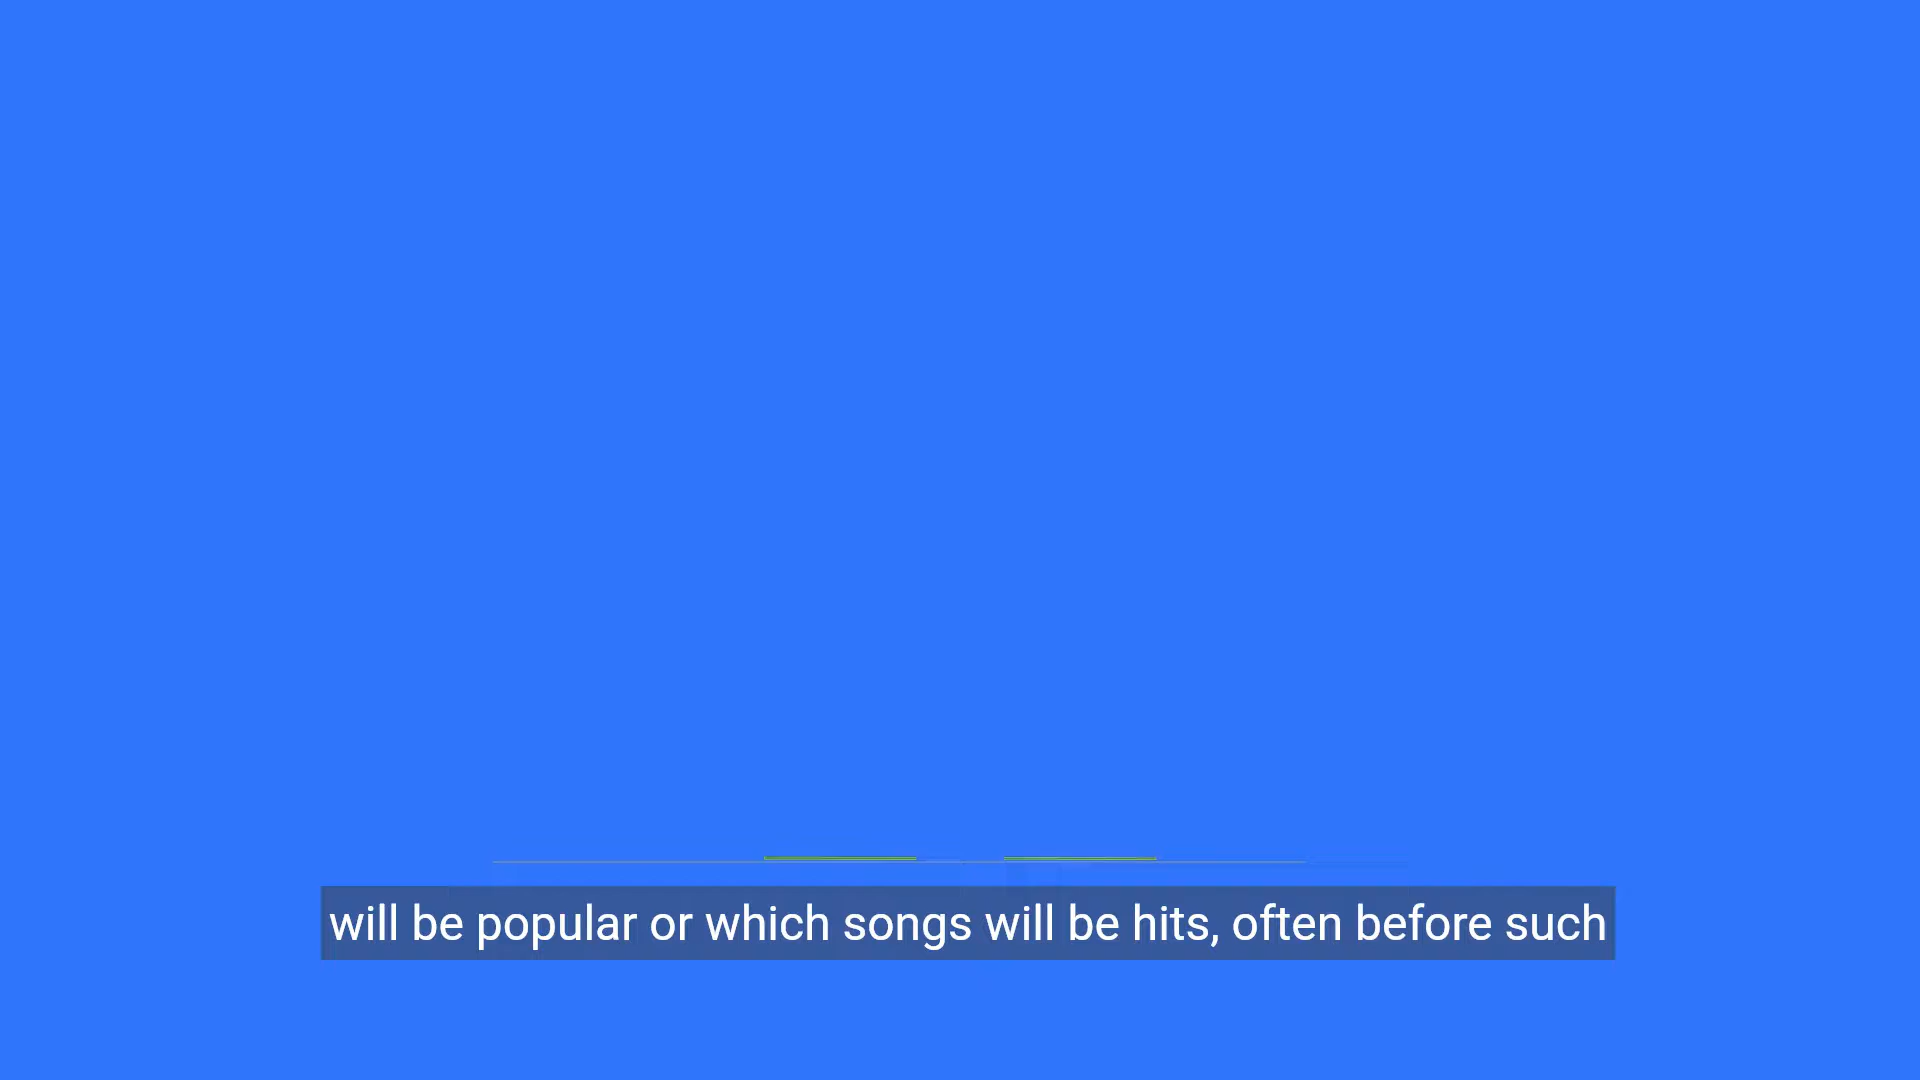 will be popular or which songs will be hits, often before such